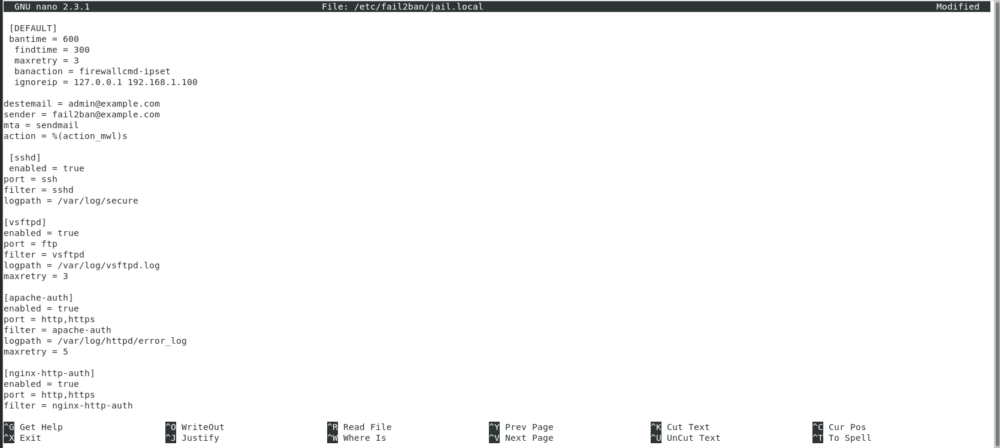 GNU nano 2.3.1 File: /etc/fail2ban/jail.local Modified
[DEFAULT]
bantime = 600
findtime = 300
maxretry = 3
banaction = firewallcmd-ipset
ignoreip = 127.0.0.1 192.168.1.100
destemail = admin@example.com
sender = fail2ban@example.com
mta = sendmail
action = %(action_mwl)s
[sshd]
enabled = true
port = ssh
filter = sshd
logpath = /var/log/secure
[vsftpd]
enabled = true
port = ftp
filter = vsftpd
logpath = /var/log/vsftpd.log
maxretry = 3
[apache-auth]
enabled = true
port = http,https
filter = apache-auth
logpath = /var/log/httpd/error_log
maxretry = 5
[nginx-http-auth]
enabled = true
port = http,https
filter = nginx-http-auth
^G Get Help ^O WriteOut ^R Read File ^Y Prev Page ^K Cut Text ^C Cur Pos
^X Exit ^J Justify ^W Where Is ^V Next Page ^U UnCut Text ^T To Spell